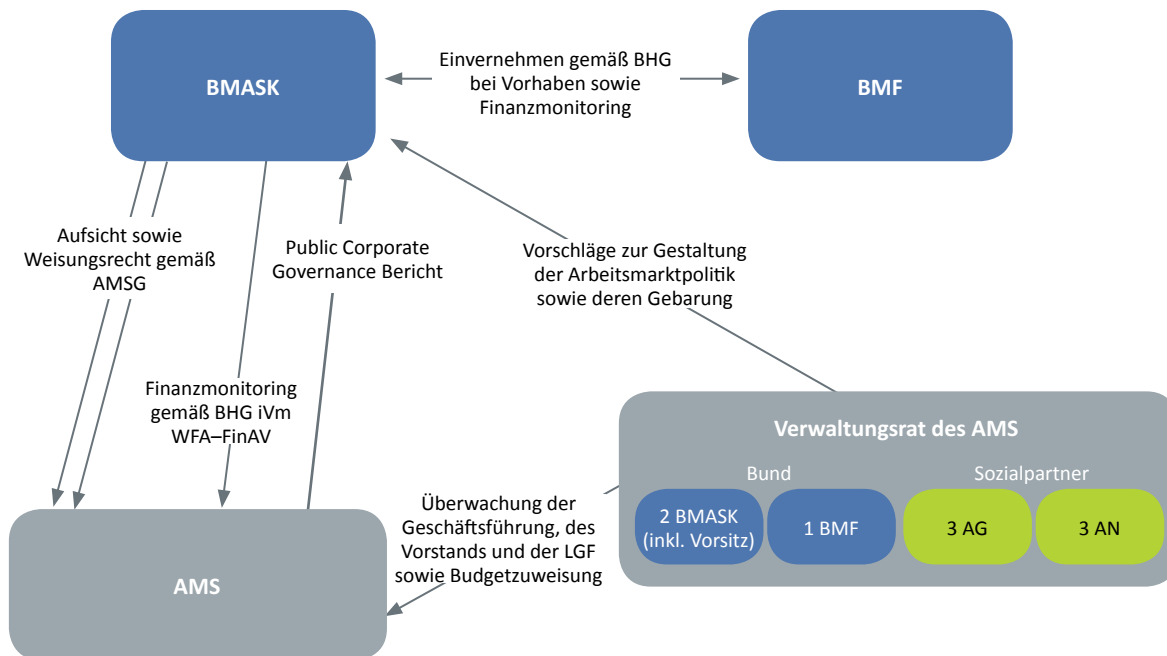 BMASK
Einvernehmen gemäß BHG
bei Vorhaben sowie
Finanzmonitoring
BMF
Aufsicht sowie
Weisungsrecht gemäß
AMSG
Public Corporate
Governance Bericht
Vorschläge zur Gestaltung
der Arbeitsmarktpolitik
sowie deren Gebarung
Finanzmonitoring
gemäß BHG iVm
WFA–FinAV
Verwaltungsrat des AMS
Bund
Sozialpartner
2 BMASK
(inkl. Vorsitz)
1 BMF
3 AG
3 AN
Überwachung der
Geschäftsführung, des
Vorstands und der LGF
sowie Budgetzuweisung
AMS